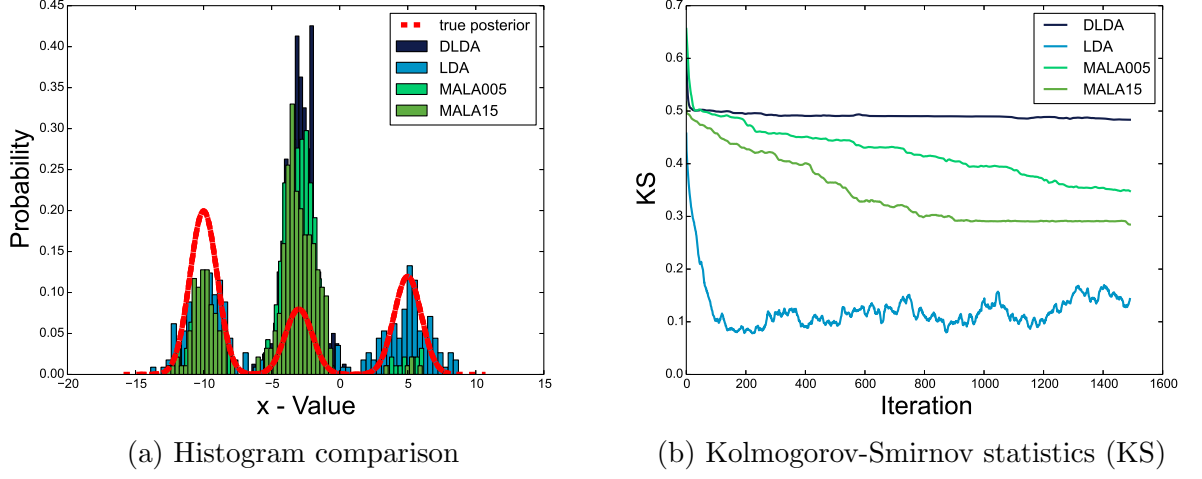 0.45
0.40
0.35
0.30
0.25
0.20
0.15
0.10
0.05
0.00
−20 −15 −10 −5 0 5 10 15
Probability
x - Value
true posterior
DLDA
LDA
MALA005
MALA15
(a) Histogram comparison
0.7
0.6
0.5
0.4
0.3
0.2
0.1
0.0
0 200 400 600 800 1000 1200 1400 1600
KS
Iteration
DLDA
LDA
MALA005
MALA15
(b) Kolmogorov-Smirnov statistics (KS)